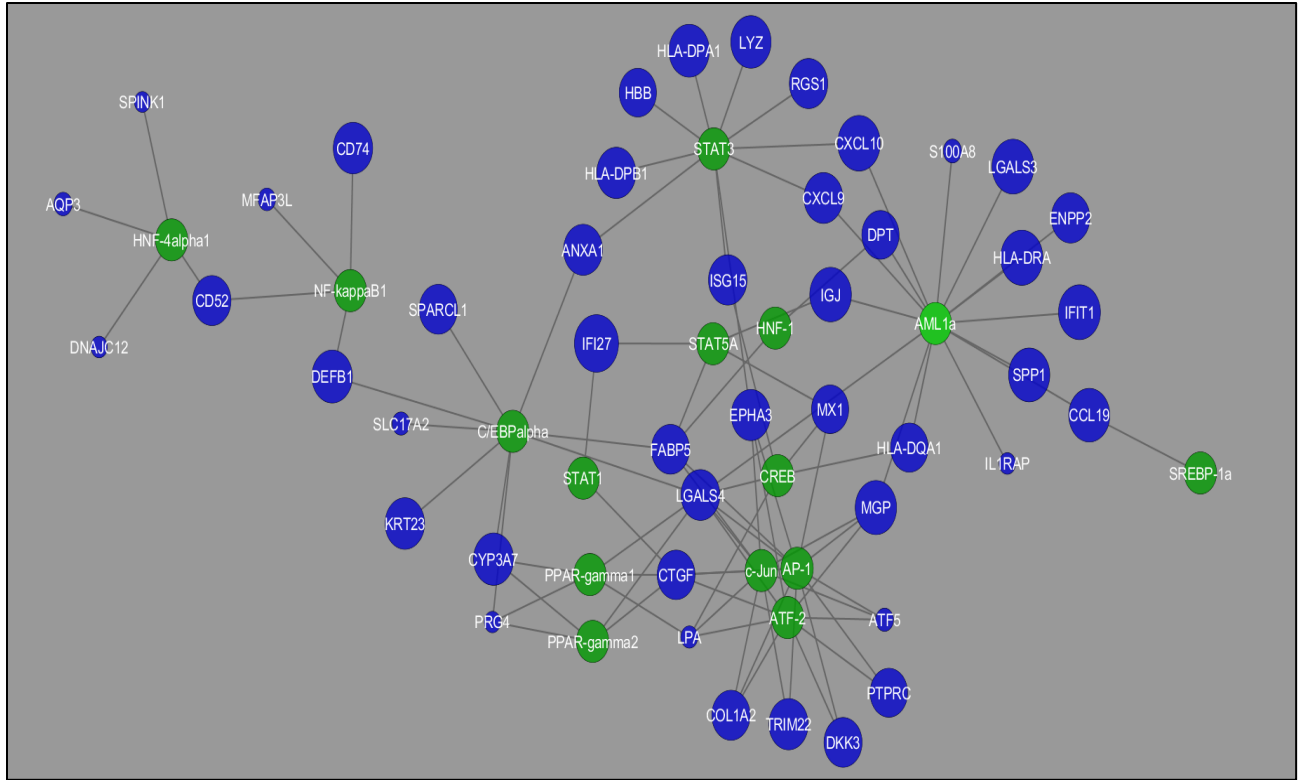 LYZ
HLA-DPA1
RGS1
HBB
SPINK1
CD74
STAT3
CXCL10
S100A8
LGALS3
HLA-DPB1
MFAP3L
CXCL9
AQP3
ENPP2
DPT
HNF-4alpha1
ANXA1
HLA-DRA
ISG15
NF-kappaB1
IGJ
CD52
SPARCL1
IFIT1
AML1a
HNF-1
IFI27
STAT5A
DNAJC12
DEFB1
SPP1
EPHA3
MX1
CCL19
SLC17A2
C/EBPalpha
FABP5
HLA-DQA1
IL1RAP
SREBP-1a
STAT1
CREB
LGALS4
MGP
KRT23
CYP3A7
PPAR-gamma1
CTGF
c-Jun
AP-1
ATF-2
ATF5
PRG4
LPA
PPAR-gamma2
PTPRC
COL1A2
TRIM22
DKK3